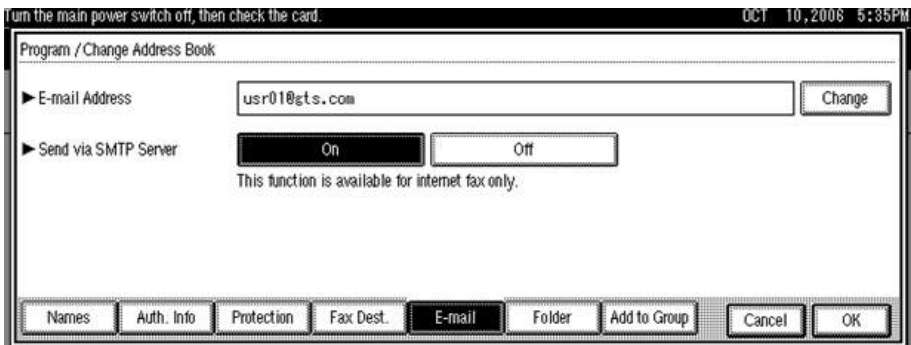 Turn the main power switch off, then check the card. OCT 10,2006 5:35PM
Program / Change Address Book
►E-mail Address usr01@gts.com Change
►Send via SMTP Server On Off
This function is available for internet fax only.
Names Auth. Info Protection Fax Dest. E-mail Folder Add to Group Cancel OK